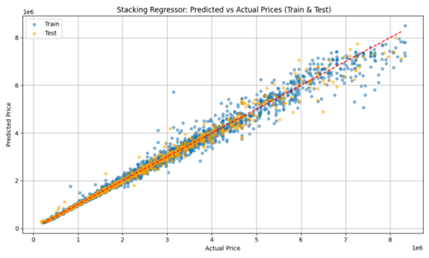 Stacking Regressor: Predicted vs Actual Prices (Train & Test)
1e6
Train
Test
8
6
4
2
0
Predicted Price
0 1 2 3 4 5 6 7 8
1e6
Actual Price